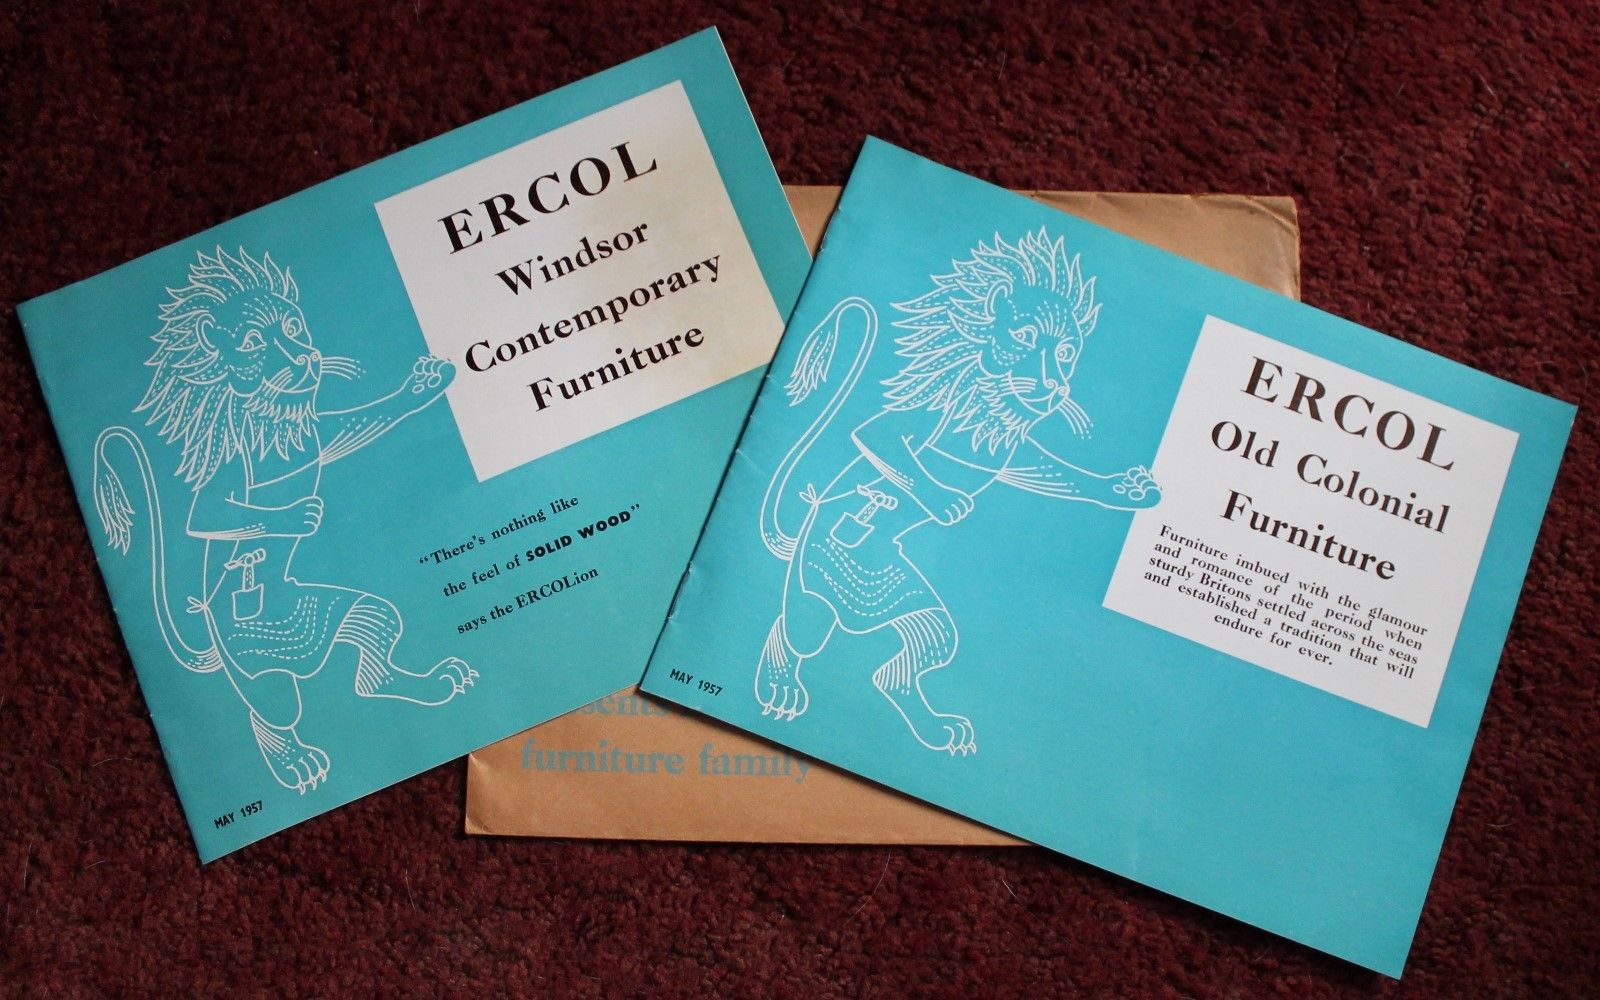 ERCOL
Windsor
Contemporary
Furniture
"There's nothing like
the feel of SOLID WOOD"
says the ERCOLion
MAY 1957
ERCOL
Old Colonial
Furniture
Furniture imbued with the glamour
and romance of the period when
sturdy Britons settled across the seas
and established a tradition that will
endure for ever.
MAY 1957
furniture family